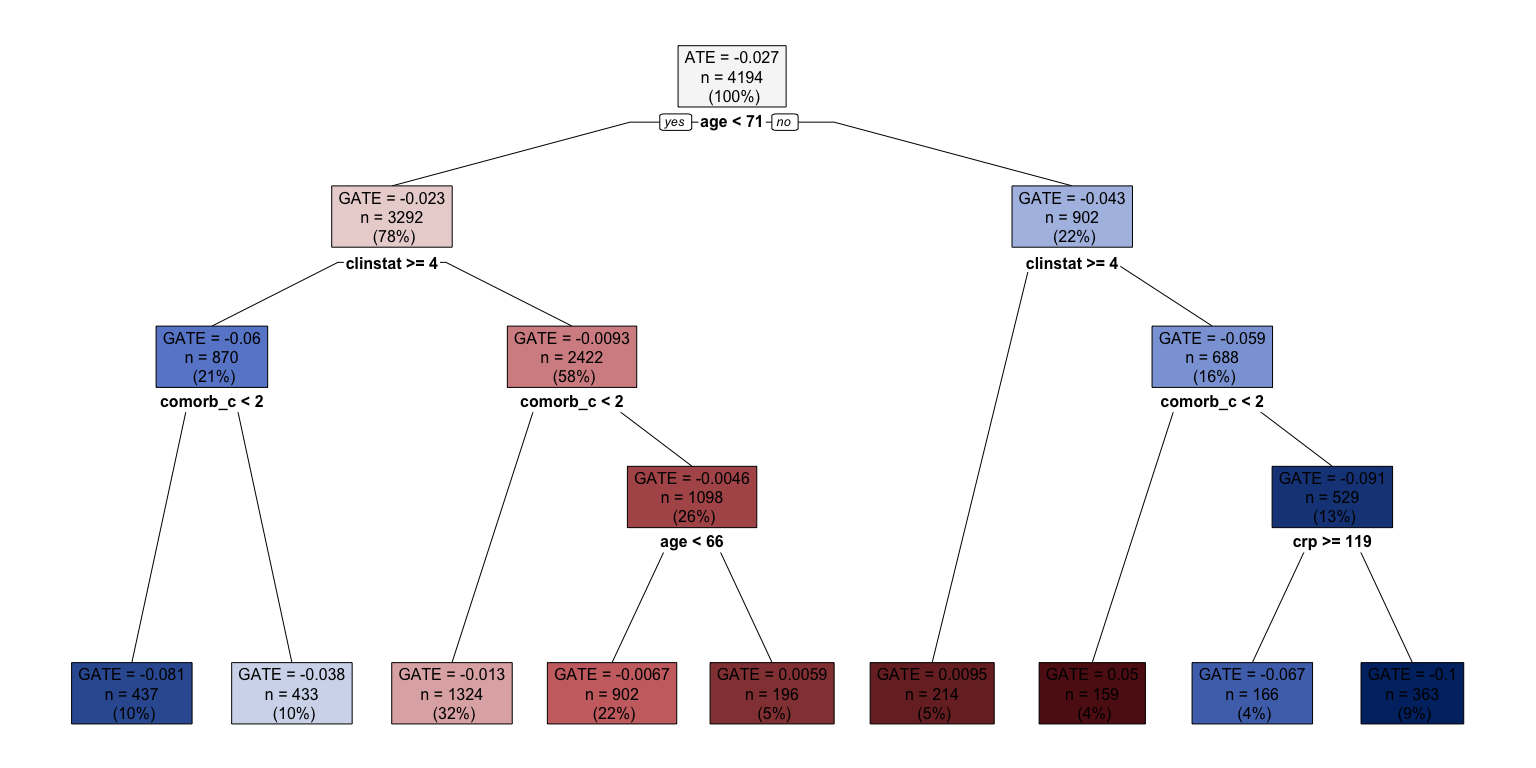 ATE = -0.027
n = 4194
(100%)
yes age < 71 no
GATE = -0.023
n = 3292
(78%)
clinstat >= 4
GATE = -0.043
n = 902
(22%)
clinstat >= 4
GATE = -0.06
n = 870
(21%)
comorb_c < 2
GATE = -0.0093
n = 2422
(58%)
comorb_c < 2
GATE = -0.059
n = 688
(16%)
comorb_c < 2
GATE = -0.0046
n = 1098
(26%)
age < 66
GATE = -0.091
n = 529
(13%)
crp >= 119
GATE = -0.081
n = 437
(10%)
GATE = -0.038
n = 433
(10%)
GATE = -0.013
n = 1324
(32%)
GATE = -0.0067
n = 902
(22%)
GATE = 0.0059
n = 196
(5%)
GATE = 0.0095
n = 214
(5%)
GATE = 0.05
n = 159
(4%)
GATE = -0.067
n = 166
(4%)
GATE = -0.1
n = 363
(9%)